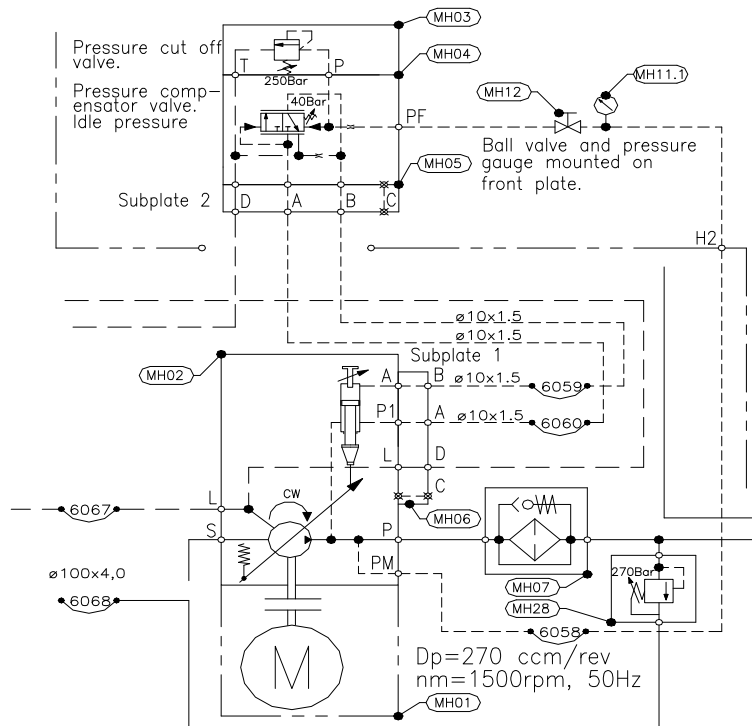 MH03
Pressure cut off
valve.
T
P
MH04
MH11.1
250Bar
MH12
Pressure comp-
ensator valve.
Idle pressure
40Bar
PF
Ball valve and pressure
gauge mounted on
front plate.
MH05
Subplate 2
D
A
B
C
H2
ø10x1.5
ø10x1.5
Subplate 1
MH02
A
B
ø10x1.5
6059
P1
A
ø10x1.5
6060
L
D
C
CW
L
6067
MH06
S
P
PM
ø100x4,0
6068
MH07
270Bar
MH28
6058
M
Dp=270 ccm/rev
nm=1500rpm, 50Hz
MH01